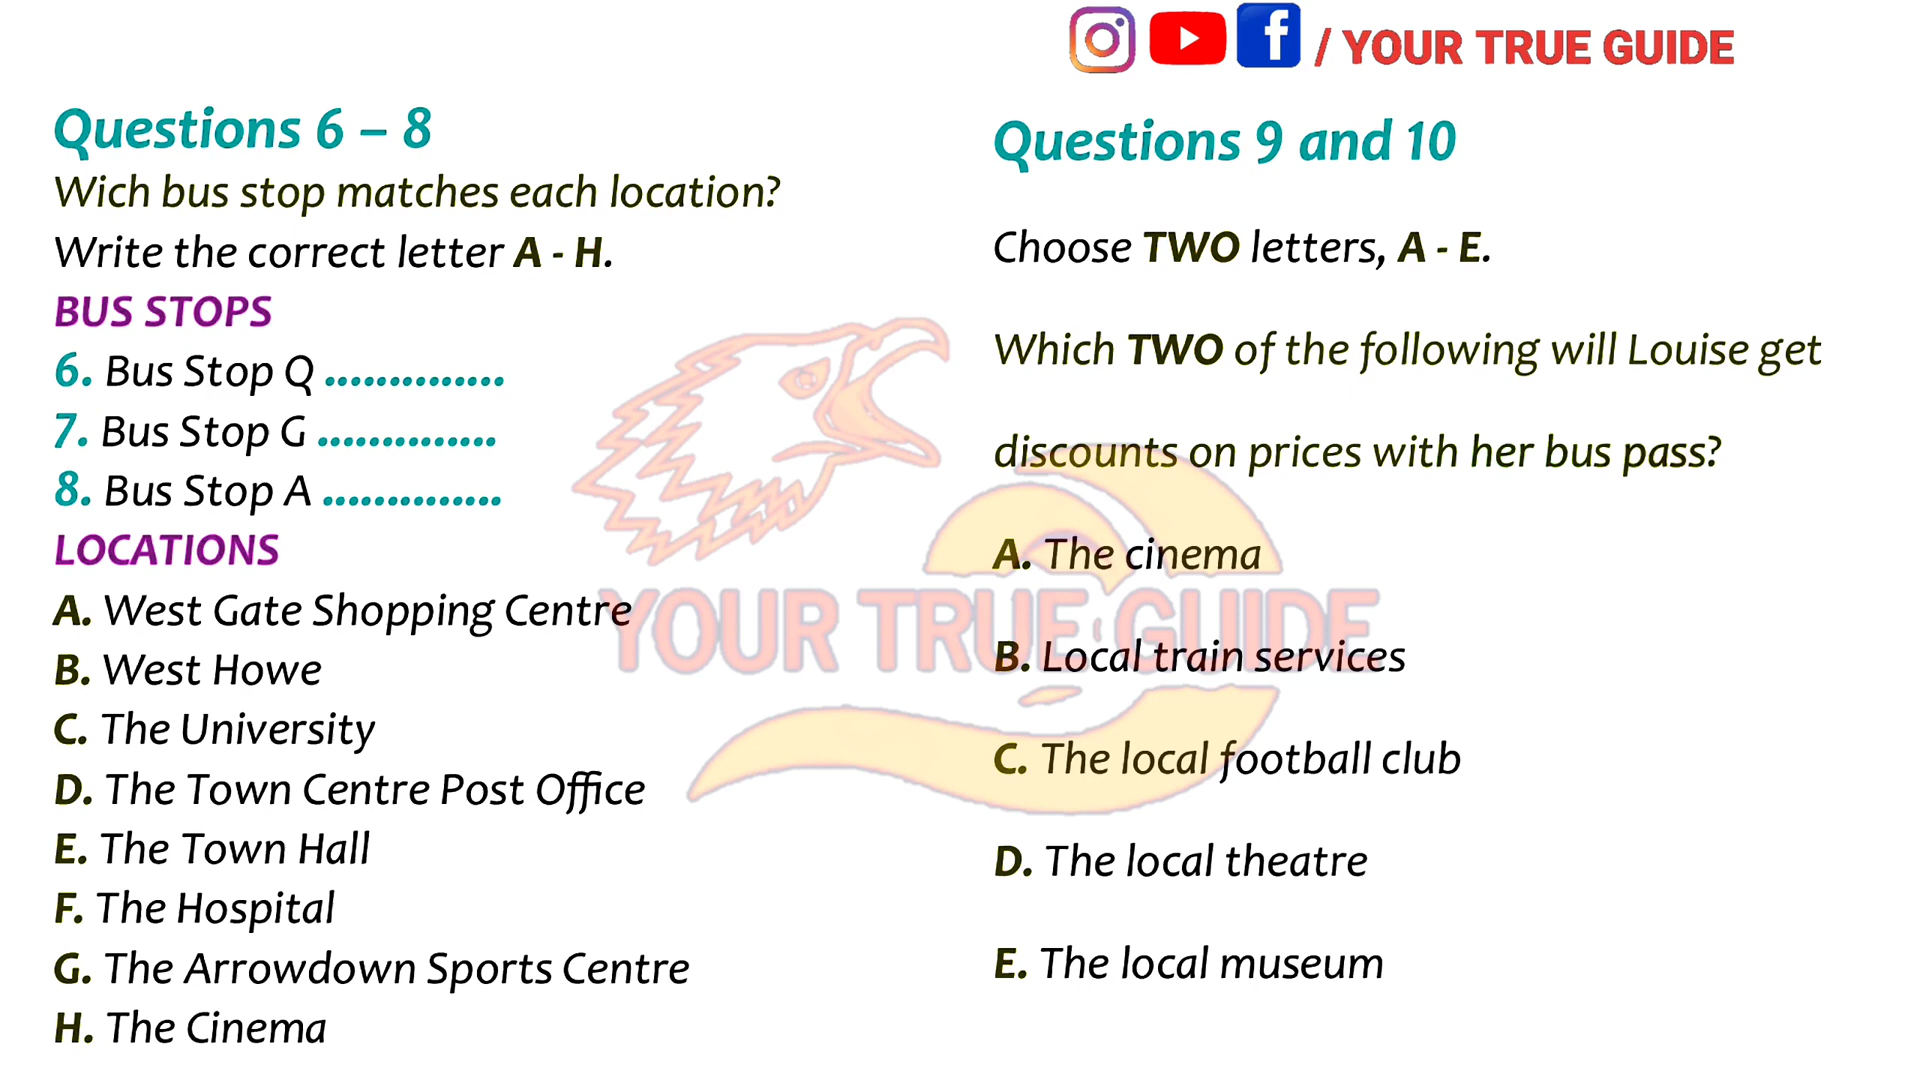 / YOUR TRUE GUIDE
Questions 6 – 8
Wich bus stop matches each location?
Write the correct letter A - H.
BUS STOPS
6. Bus Stop Q ..............
7. Bus Stop G ..............
8. Bus Stop A ..............
LOCATIONS
A. West Gate Shopping Centre
B. West Howe
C. The University
D. The Town Centre Post Office
E. The Town Hall
F. The Hospital
G. The Arrowdown Sports Centre
H. The Cinema
Questions 9 and 10
Choose TWO letters, A - E.
Which TWO of the following will Louise get
discounts on prices with her bus pass?
A. The cinema
B. Local train services
C. The local football club
D. The local theatre
E. The local museum
YOUR TRUE GUIDE